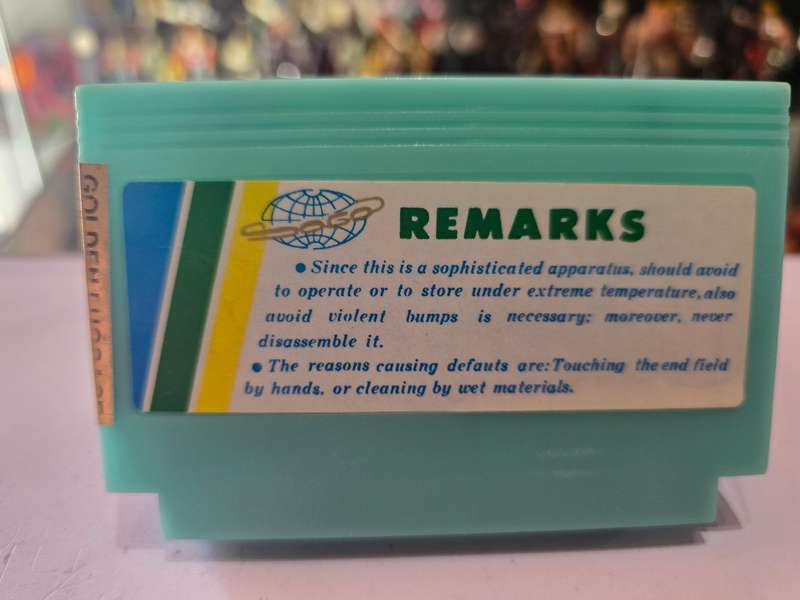 REMARKS
● Since this is a sophisticated apparatus, should avoid
to operate or to store under extreme temperature, also
avoid violent bumps is necessary; moreover, never
disassemble it.
● The reasons causing defauts are: Touching the end field
by hands, or cleaning by wet materials.
GOLDEN